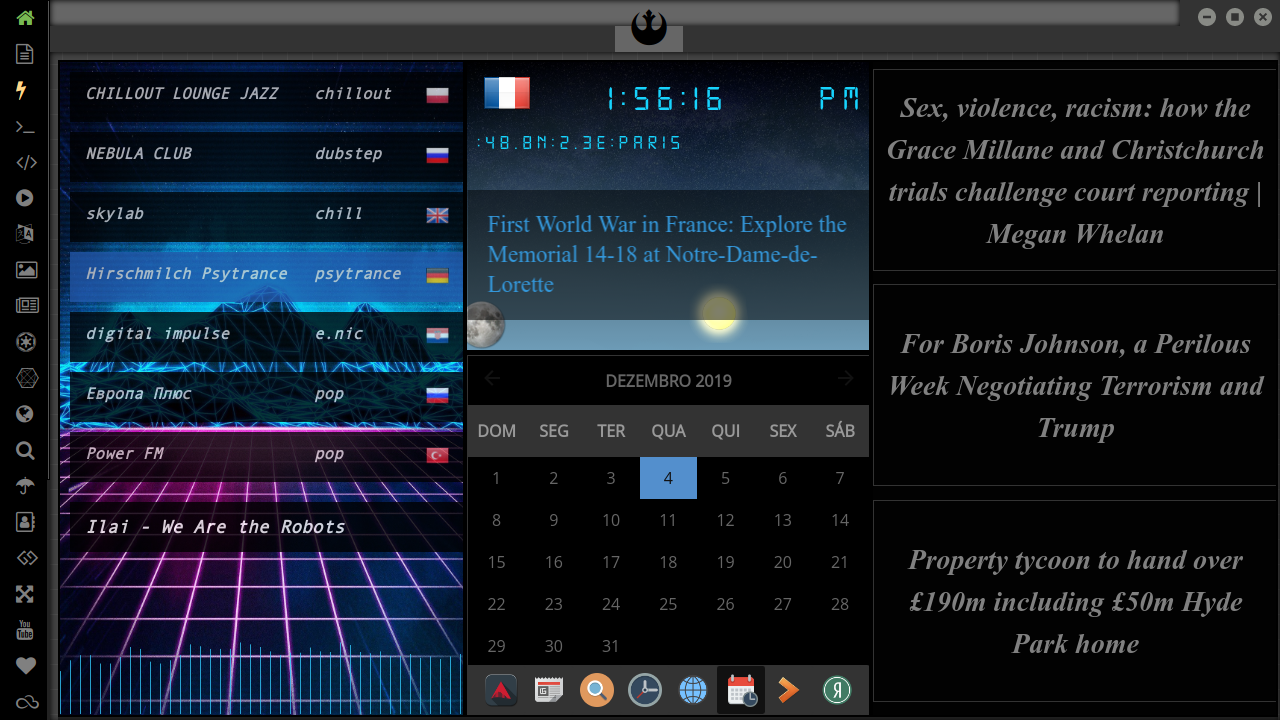 CHILLOUT LOUNGE JAZZ chillout
NEBULA CLUB dubstep
skylab chill
Hirschmilch Psytrance psytrance
digital impulse e.nic
Европа Плюс pop
Power FM pop
Ilai - We Are the Robots
1:56:16 PM
:48.8N:2.3E:PARIS
First World War in France: Explore the
Memorial 14-18 at Notre-Dame-de-
Lorette
DEZEMBRO 2019
DOM SEG TER QUA QUI SEX SÁB
1 2 3 4 5 6 7
8 9 10 11 12 13 14
15 16 17 18 19 20 21
22 23 24 25 26 27 28
29 30 31
Sex, violence, racism: how the
Grace Millane and Christchurch
trials challenge court reporting |
Megan Whelan
For Boris Johnson, a Perilous
Week Negotiating Terrorism and
Trump
Property tycoon to hand over
£190m including £50m Hyde
Park home
You
Tube
Я